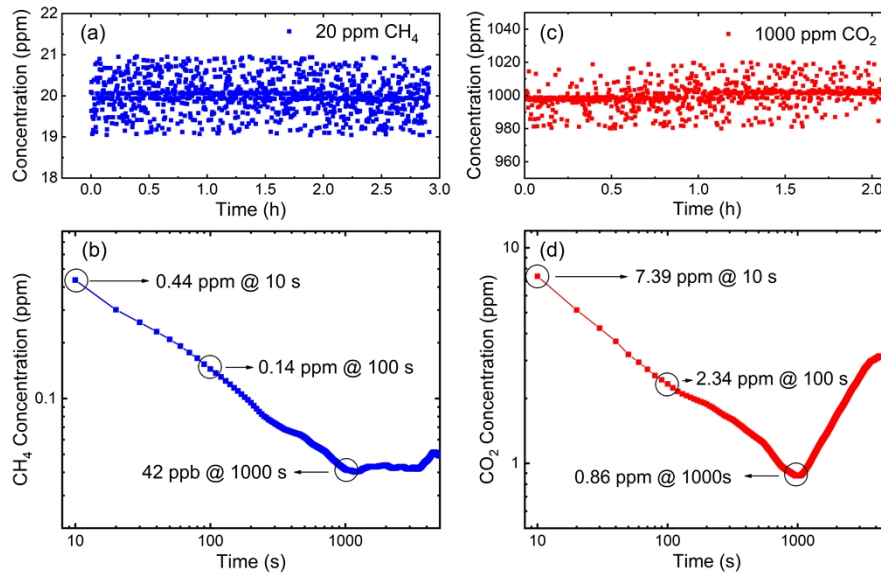 (a)
20 ppm CH4
22
21
20
19
18
Concentration (ppm)
0.0 0.5 1.0 1.5 2.0 2.5 3.0
Time (h)
(c)
1000 ppm CO2
1040
1020
1000
980
960
Concentration (ppm)
0.0 0.5 1.0 1.5 2.0
Time (h)
(b)
0.44 ppm @ 10 s
0.14 ppm @ 100 s
42 ppb @ 1000 s
0.1
CH4 Concentration (ppm)
10 100 1000
Time (s)
(d)
7.39 ppm @ 10 s
2.34 ppm @ 100 s
0.86 ppm @ 1000s
10
1
CO2 Concentration (ppm)
10 100 1000
Time (s)